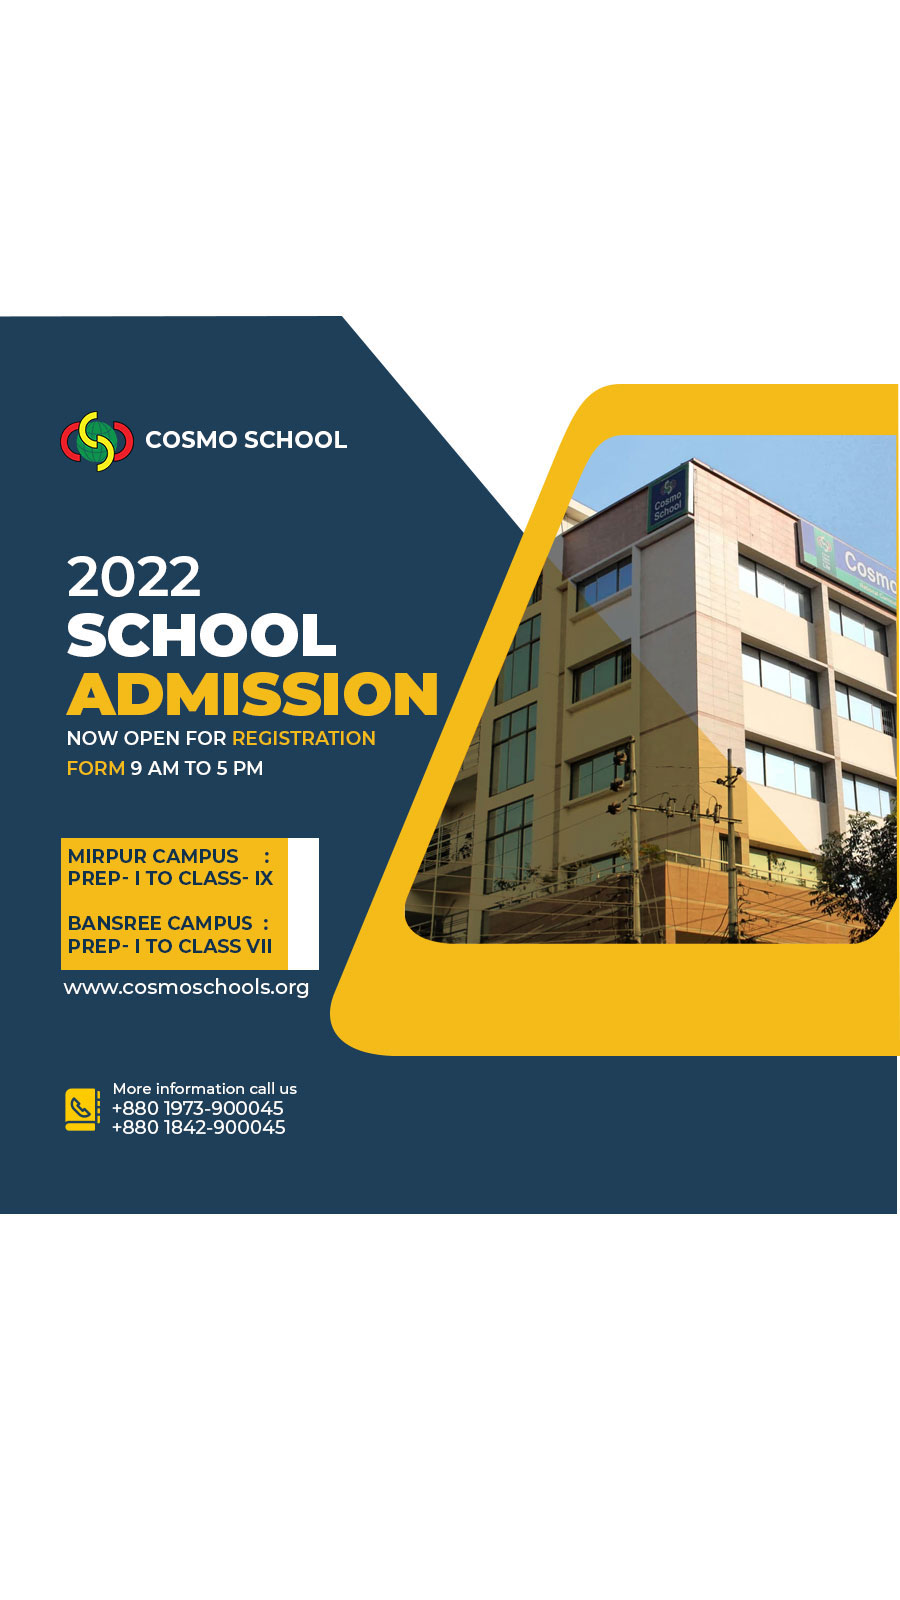 COSMO SCHOOL
2022
SCHOOL
ADMISSION
NOW OPEN FOR REGISTRATION
FORM 9 AM TO 5 PM
MIRPUR CAMPUS :
PREP- I TO CLASS- IX
BANSREE CAMPUS :
PREP- I TO CLASS VII
www.cosmoschools.org
More information call us
+880 1973-900045
+880 1842-900045
Cosmo
School
Cosmo